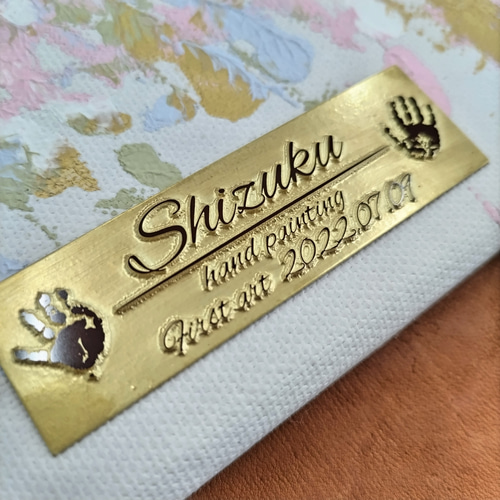 Shizuku
hand painting
First art 2022.07.07